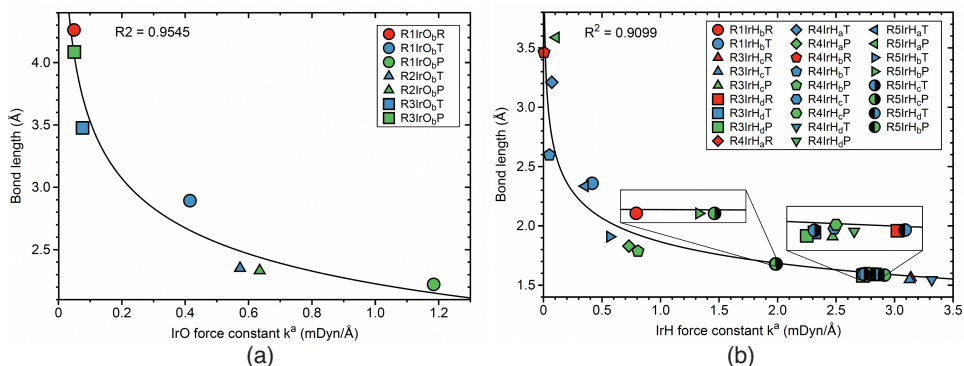 R2 = 0.9545
R1IrObR
R1IrObT
R1IrObP
R2IrObT
R2IrObP
R3IrObT
R3IrObP
4.0
3.5
3.0
2.5
Bond length (Å)
0 0.2 0.4 0.6 0.8 1.0 1.2
IrO force constant kᵃ (mDyn/Å)
(a)
R² = 0.9099
R1IrHbR
R1IrHbT
R3IrHcR
R3IrHcT
R3IrHcP
R3IrHdR
R3IrHdT
R3IrHdP
R4IrHaR
R4IrHaT
R4IrHaP
R4IrHbR
R4IrHbT
R4IrHbP
R4IrHcT
R4IrHcP
R4IrHdT
R4IrHdP
R5IrHaT
R5IrHaP
R5IrHbT
R5IrHbP
R5IrHcT
R5IrHcP
R5IrHdT
R5IrHbP
3.5
3.0
2.5
2.0
1.5
Bond length (Å)
0 0.5 1.0 1.5 2.0 2.5 3.0 3.5
IrH force constant kᵃ (mDyn/Å)
(b)